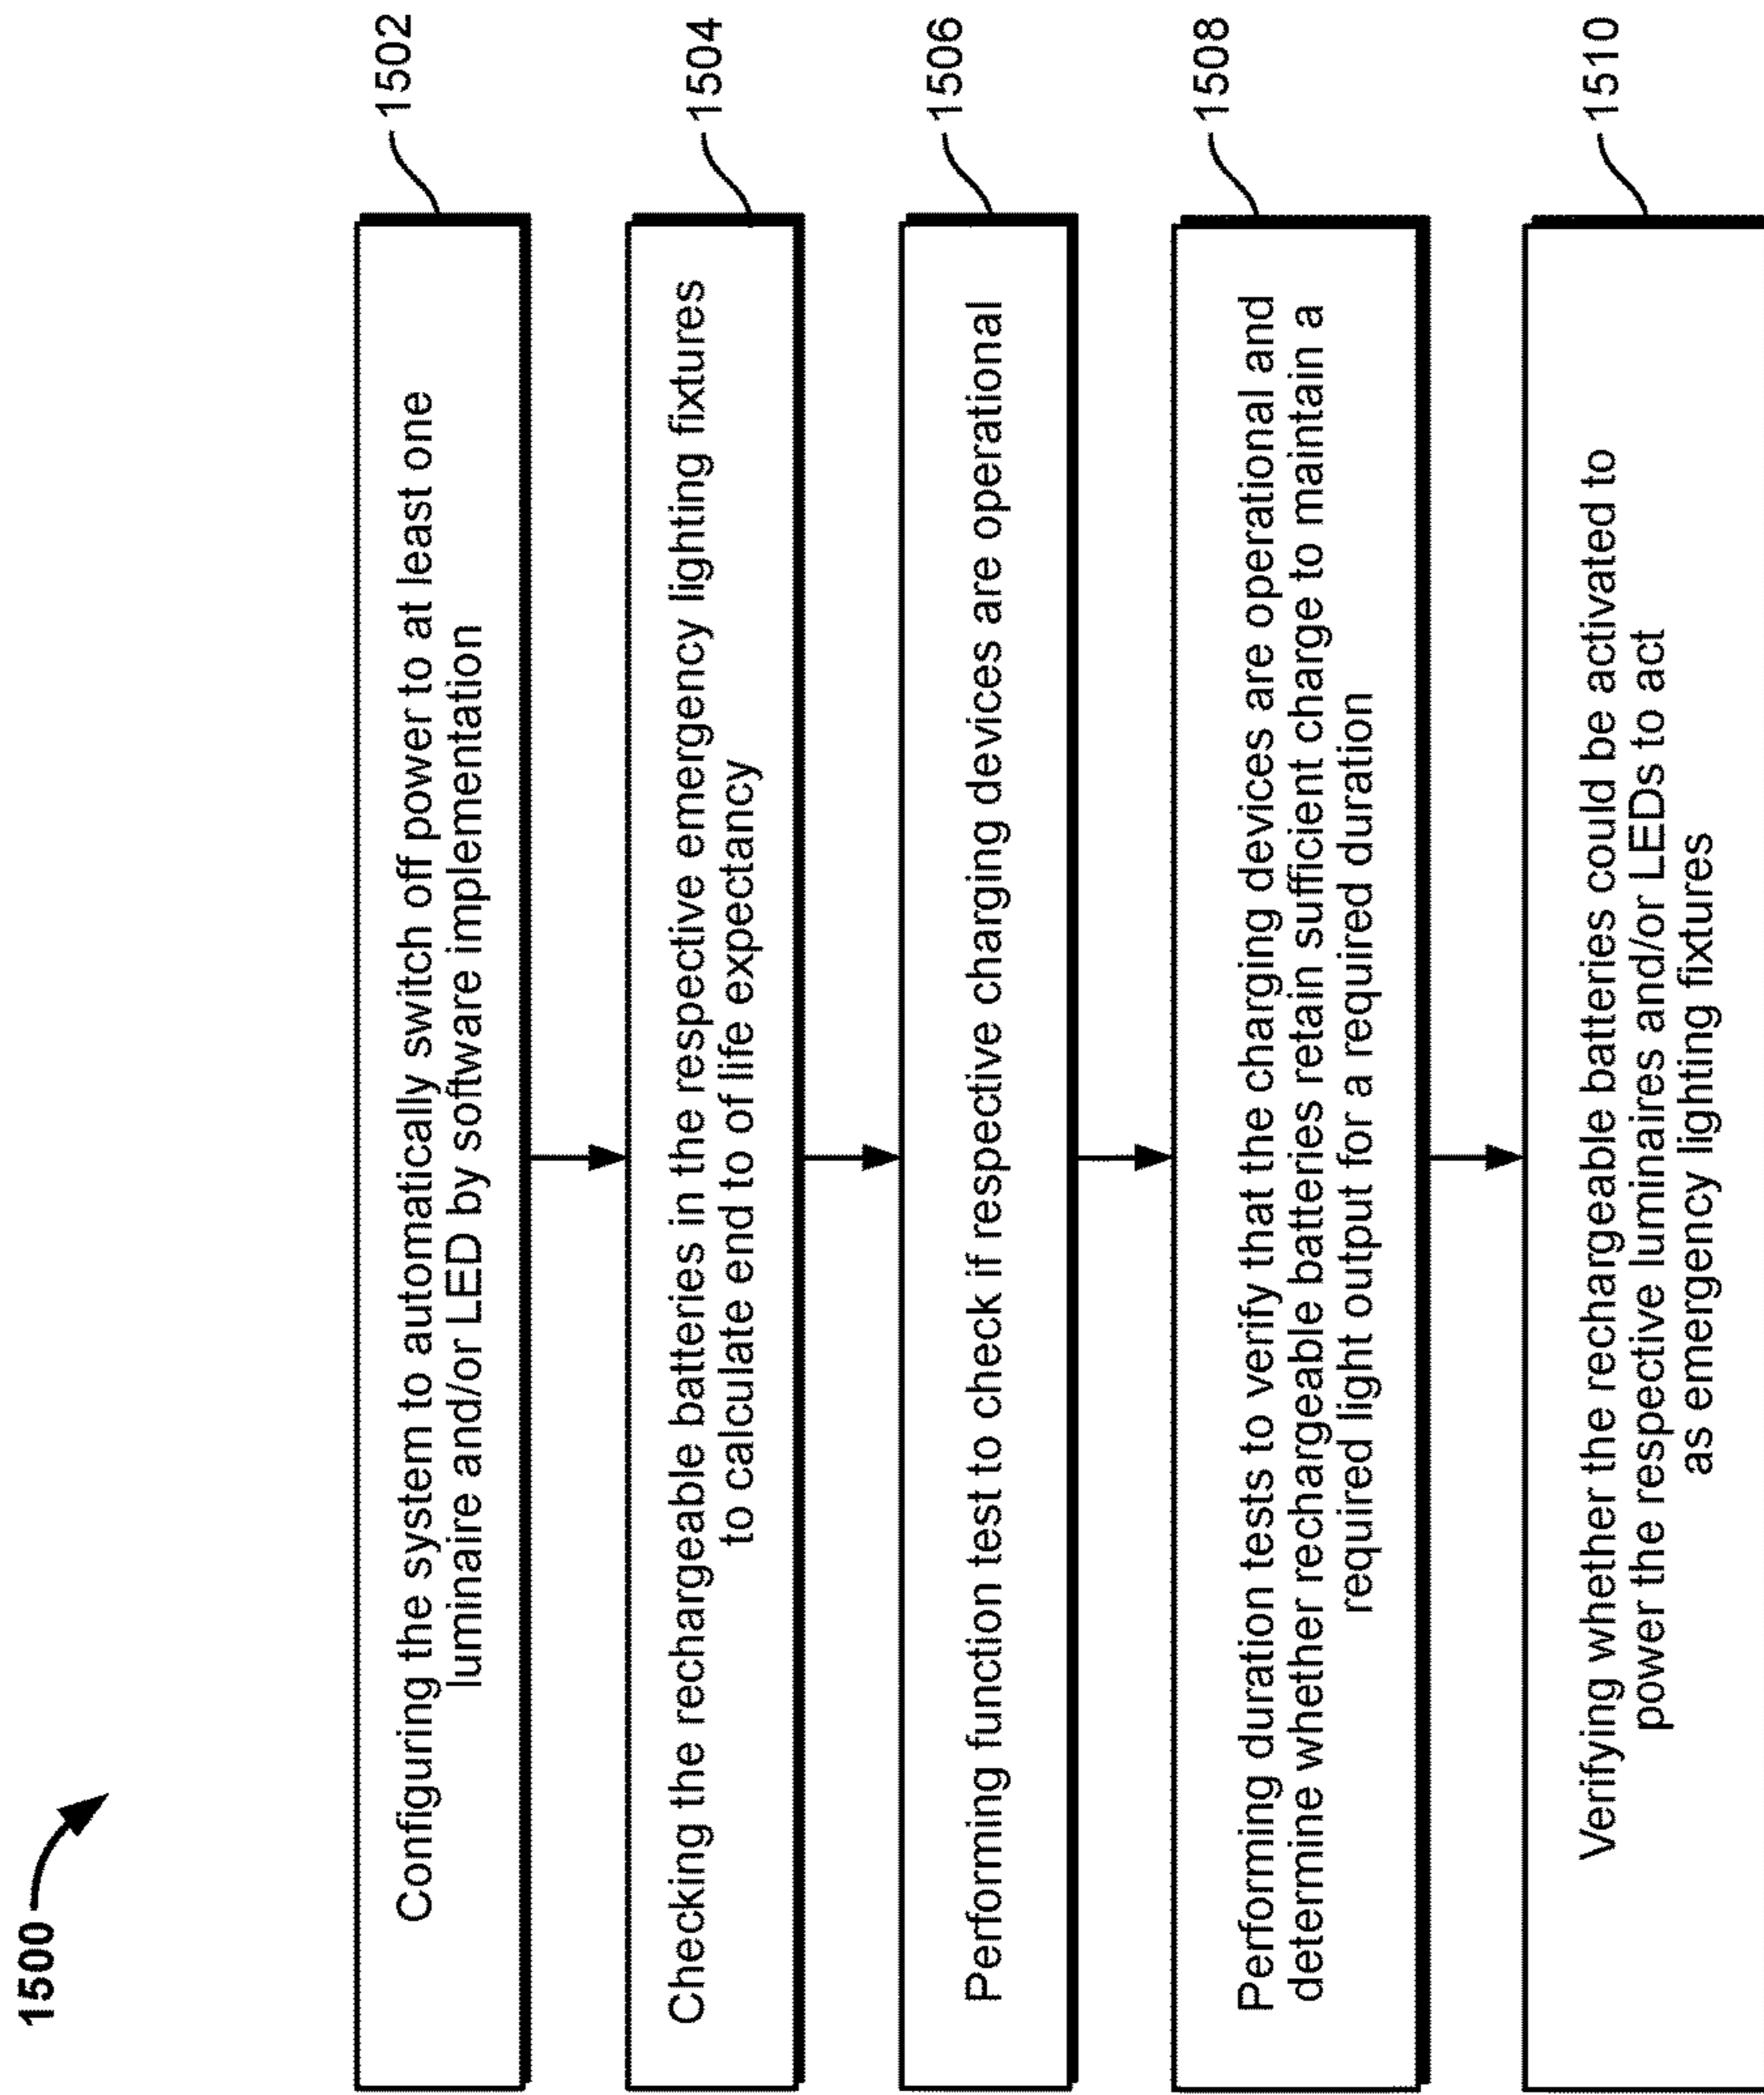 1500
Configuring the system to automatically switch off power to at least one
luminaire and/or LED by software implementation
1502
Checking the rechargeable batteries in the respective emergency lighting fixtures
to calculate end to of life expectancy
1504
Performing function test to check if respective charging devices are operational
1506
Performing duration tests to verify that the charging devices are operational and
determine whether rechargeable batteries retain sufficient charge to maintain a
required light output for a required duration
1508
Verifying whether the rechargeable batteries could be activated to
power the respective luminaires and/or LEDs to act
as emergency lighting fixtures
1510